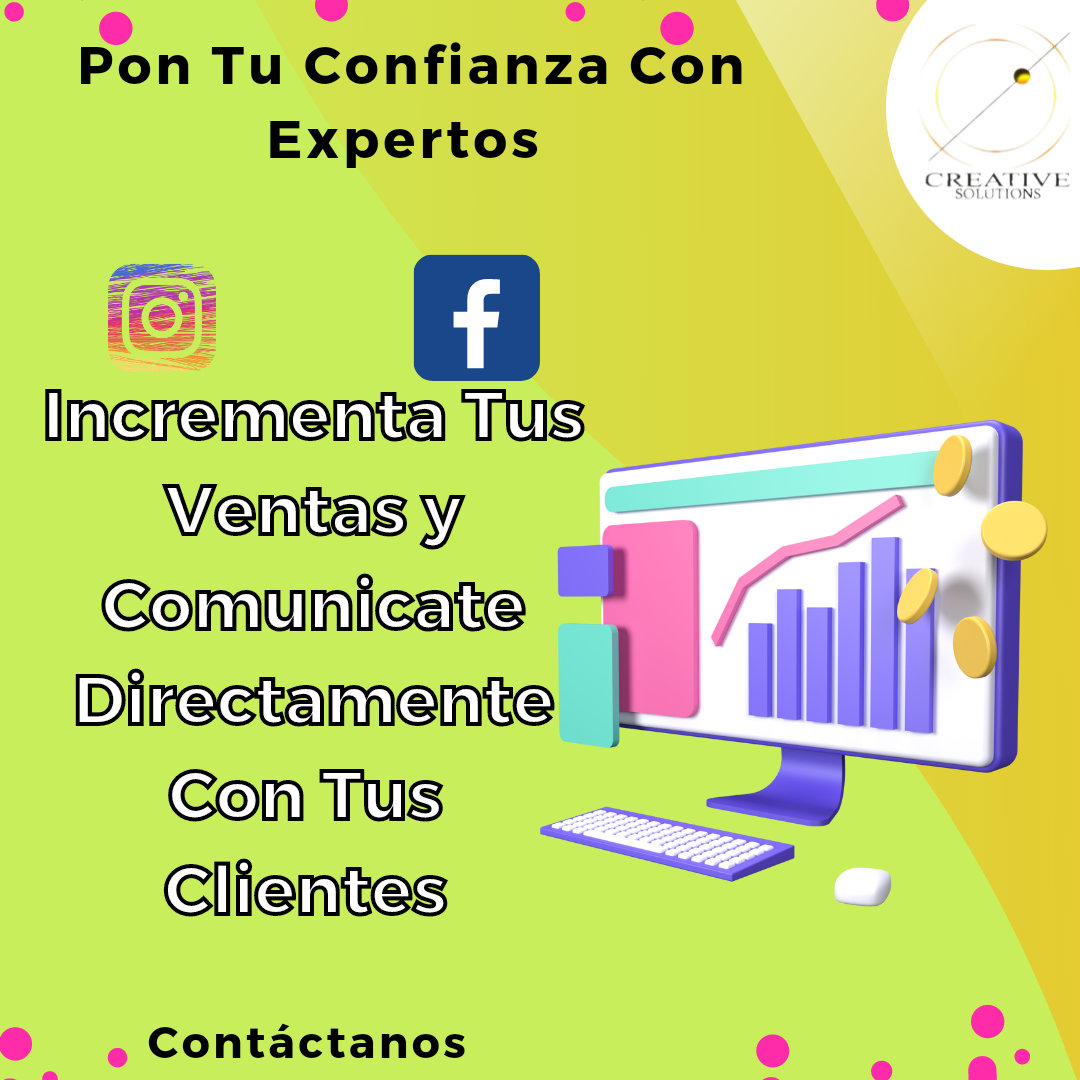 Pon Tu Confianza Con
Expertos
CREATIVE
SOLUTIONS
Incrementa Tus
Ventas y
Comunicate
Directamente
Con Tus
Clientes
Contáctanos